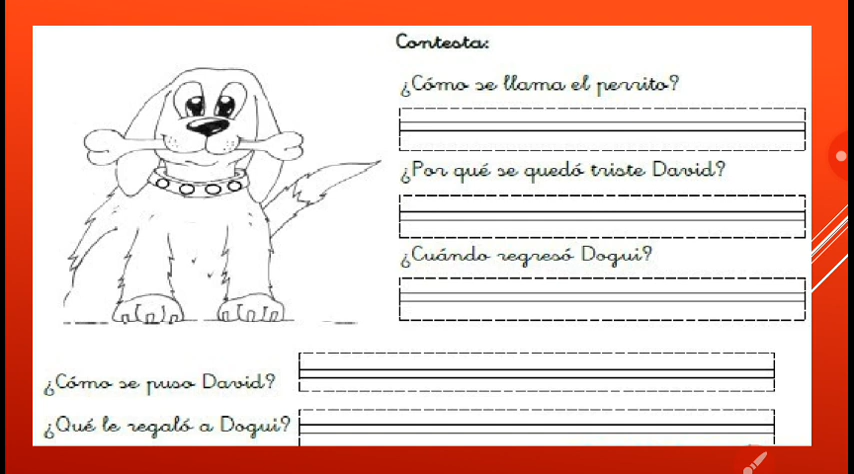 Contesta:
¿Cómo se llama el perrito?
¿Por qué se quedó triste David?
¿Cuándo regresó Dogui?
¿Cómo se puso David?
¿Qué le regaló a Dogui?